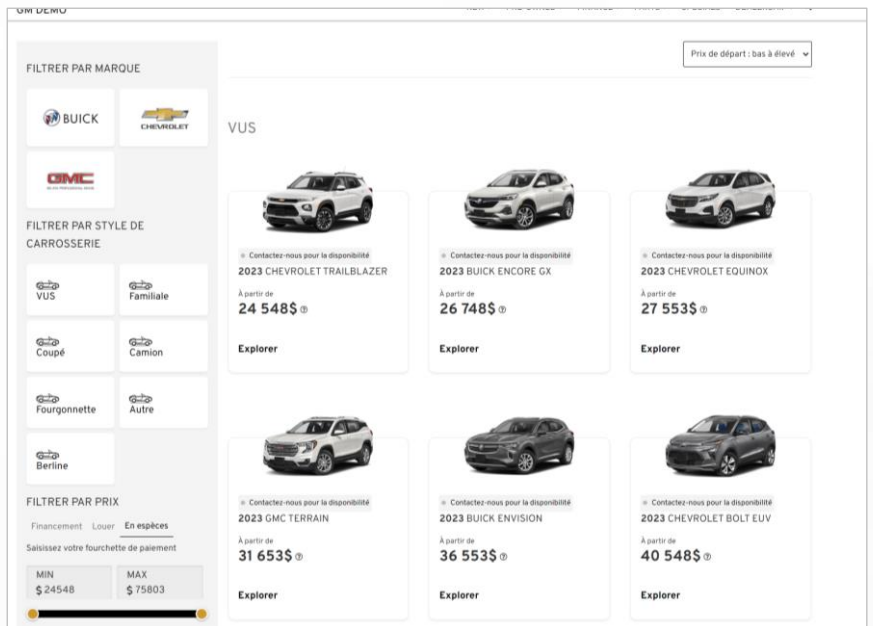 GM DEMO
Prix de départ : bas à élevé
FILTRER PAR MARQUE
BUICK
CHEVROLET
GMC
FILTRER PAR STYLE DE
CARROSSERIE
VUS
Familiale
Coupé
Camion
Fourgonnette
Autre
Berline
FILTRER PAR PRIX
Financement Louer En espèces
Saisissez votre fourchette de paiement
MIN
$ 24548
MAX
$ 75803
VUS
Contactez-nous pour la disponibilité
2023 CHEVROLET TRAILBLAZER
À partir de
24 548$
Explorer
Contactez-nous pour la disponibilité
2023 BUICK ENCORE GX
À partir de
26 748$
Explorer
Contactez-nous pour la disponibilité
2023 CHEVROLET EQUINOX
À partir de
27 553$
Explorer
Contactez-nous pour la disponibilité
2023 GMC TERRAIN
À partir de
31 653$
Explorer
Contactez-nous pour la disponibilité
2023 BUICK ENVISION
À partir de
36 553$
Explorer
Contactez-nous pour la disponibilité
2023 CHEVROLET BOLT EUV
À partir de
40 548$
Explorer